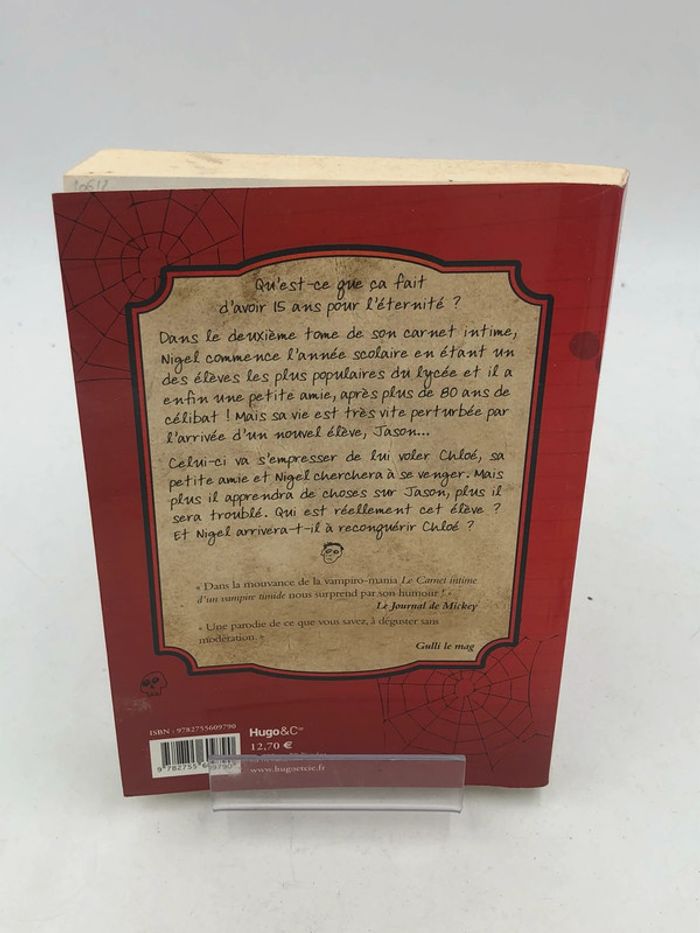 Qu'est-ce que ça fait
d'avoir 15 ans pour l'éternité ?
Dans le deuxième tome de son carnet intime,
Nigel commence l'année scolaire en étant un
des élèves les plus populaires du lycée et il a
enfin une petite amie, après plus de 80 ans de
célibat ! Mais sa vie est très vite perturbée par
l'arrivée d'un nouvel élève, Jason...
Celui-ci va s'empresser de lui voler Chloé, sa
petite amie et Nigel cherchera à se venger. Mais
plus il apprendra de choses sur Jason, plus il
sera troublé. Qui est réellement cet élève ?
Et Nigel arrivera-t-il à reconquérir Chloé ?
« Dans la mouvance de la vampiro-mania Le Carnet intime
d'un vampire timide nous surprend par son humour ! »
Le Journal de Mickey
« Une parodie de ce que vous savez, à déguster sans
modération. »
Gulli le mag
ISBN : 9782755609790
Hugo&Cie
12,70 €
www.hugoetcie.fr